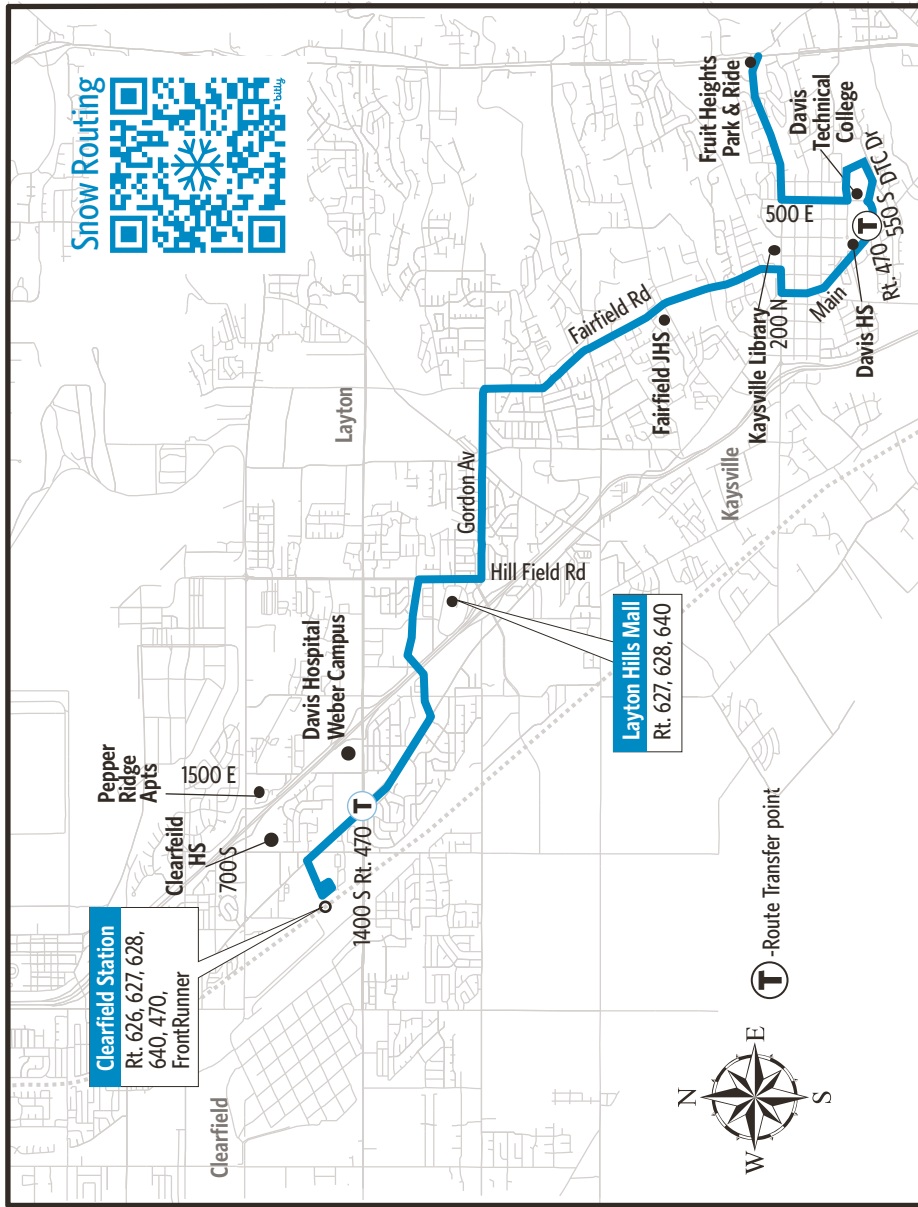 Snow Routing
bitly
Fruit Heights
Park & Ride
Davis
Technical
College
500 E
T
550 S DTC Dr
Rt. 470
Main
Davis HS
200 N
Kaysville Library
Fairfield Rd
Fairfield JHS
Kaysville
Layton
Gordon Av
Hill Field Rd
Layton Hills Mall
Rt. 627, 628, 640
Davis Hospital
Weber Campus
Pepper
Ridge
Apts
1500 E
Clearfeild
HS
700 S
T
1400 S Rt. 470
Clearfield Station
Rt. 626, 627, 628,
640, 470,
FrontRunner
Clearfield
T -Route Transfer point
N
W
E
S